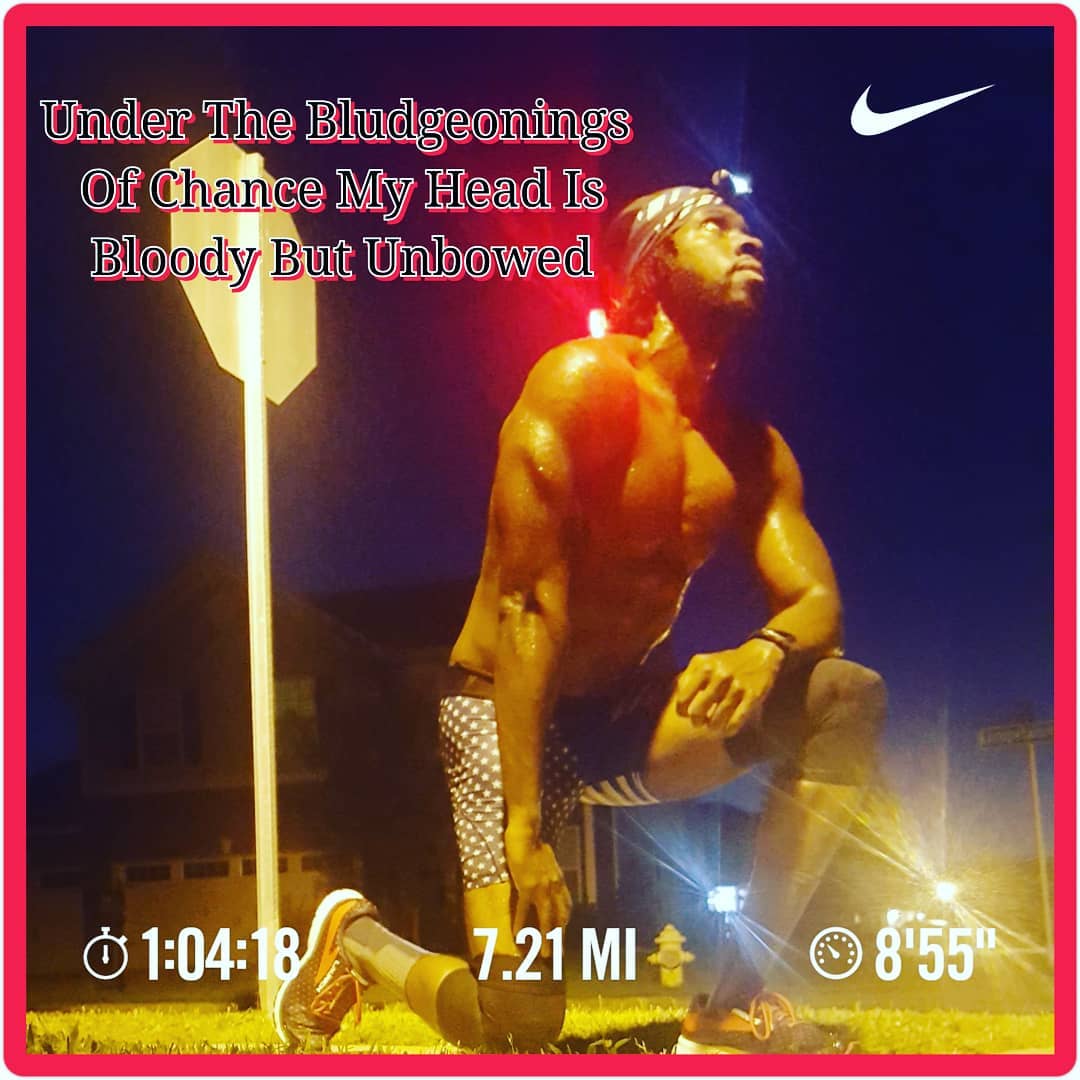 Under The Bludgeonings
Of Chance My Head Is
Bloody But Unbowed
1:04:18 7.21 MI 8'55"